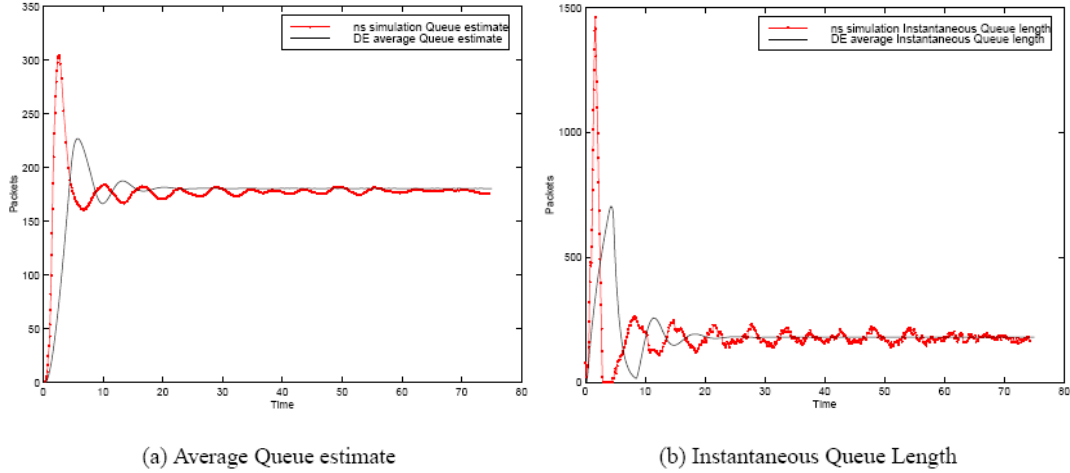 ns simulation Queue estimate
DE average Queue estimate
350
300
250
200
150
100
50
0
Packets
0 10 20 30 40 50 60 70 80
Time
(a) Average Queue estimate
ns simulation Instantaneous Queue length
DE average Instantaneous Queue length
1500
1000
500
0
Packets
0 10 20 30 40 50 60 70 80
Time
(b) Instantaneous Queue Length